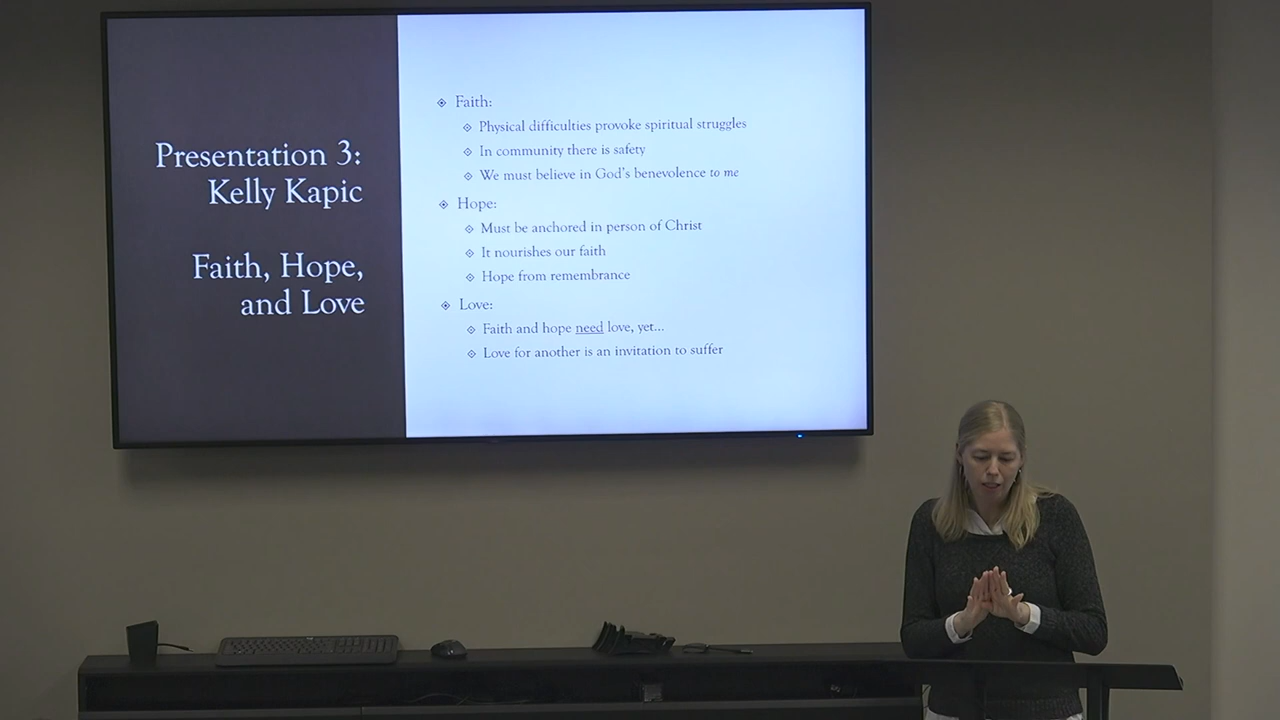 Presentation 3:
Kelly Kapic
Faith, Hope,
and Love
Faith:
Physical difficulties provoke spiritual struggles
In community there is safety
We must believe in God's benevolence to me
Hope:
Must be anchored in person of Christ
It nourishes our faith
Hope from remembrance
Love:
Faith and hope need love, yet...
Love for another is an invitation to suffer